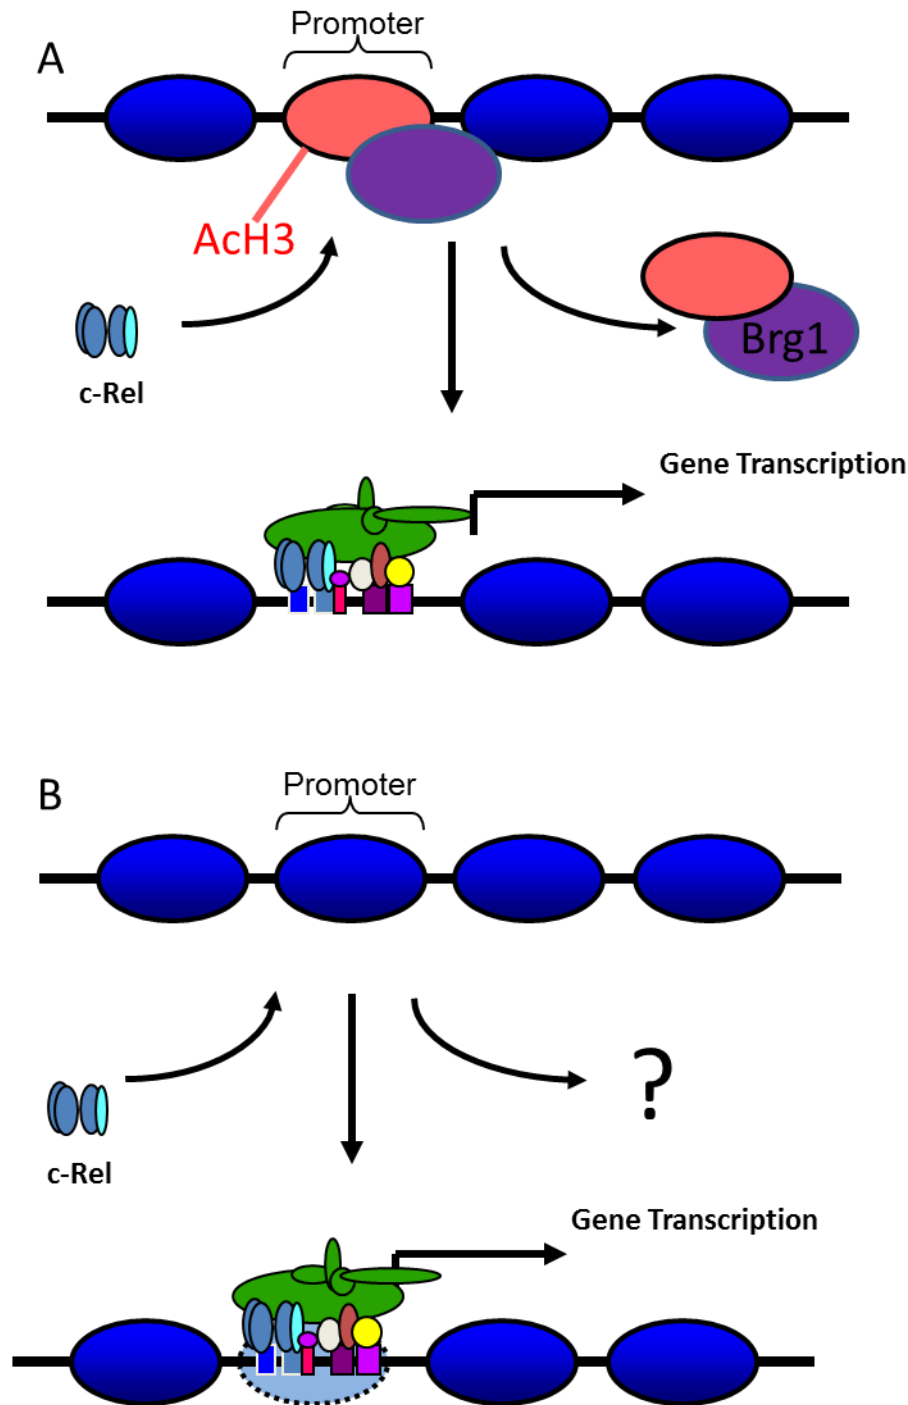 Promoter
A
AcH3
Brg1
c-Rel
Gene Transcription
Promoter
B
?
c-Rel
Gene Transcription